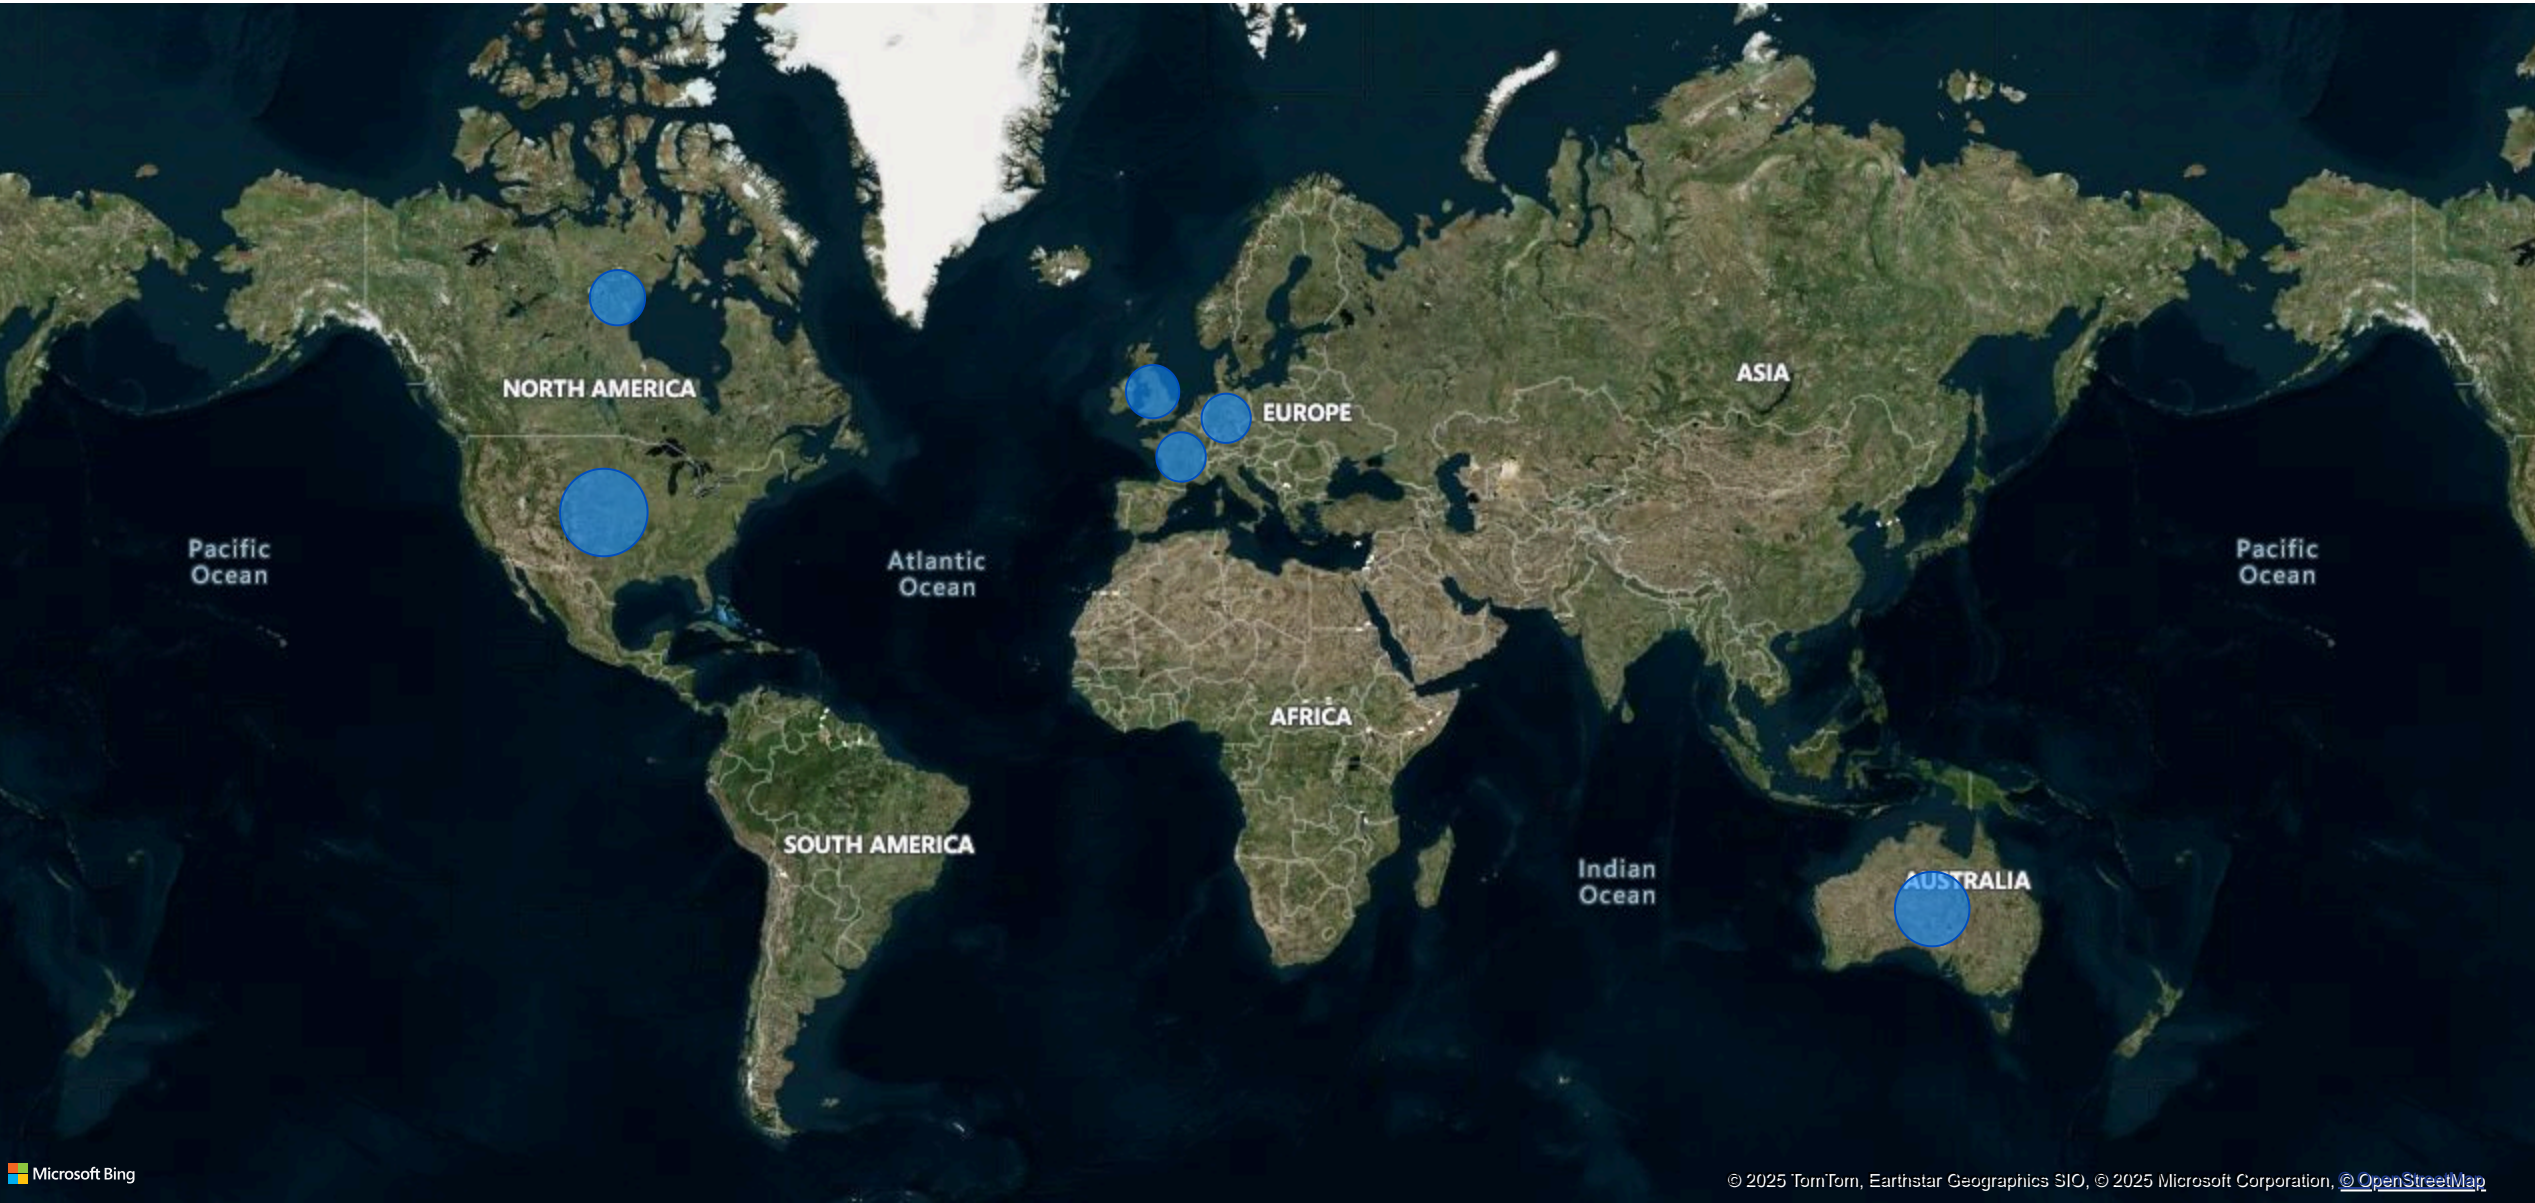 NORTH AMERICA
ASIA
EUROPE
Pacific
Ocean
Atlantic
Ocean
Pacific
Ocean
AFRICA
SOUTH AMERICA
Indian
Ocean
AUSTRALIA
Microsoft Bing
© 2025 TomTom, Earthstar Geographics SIO, © 2025 Microsoft Corporation, © OpenStreetMap